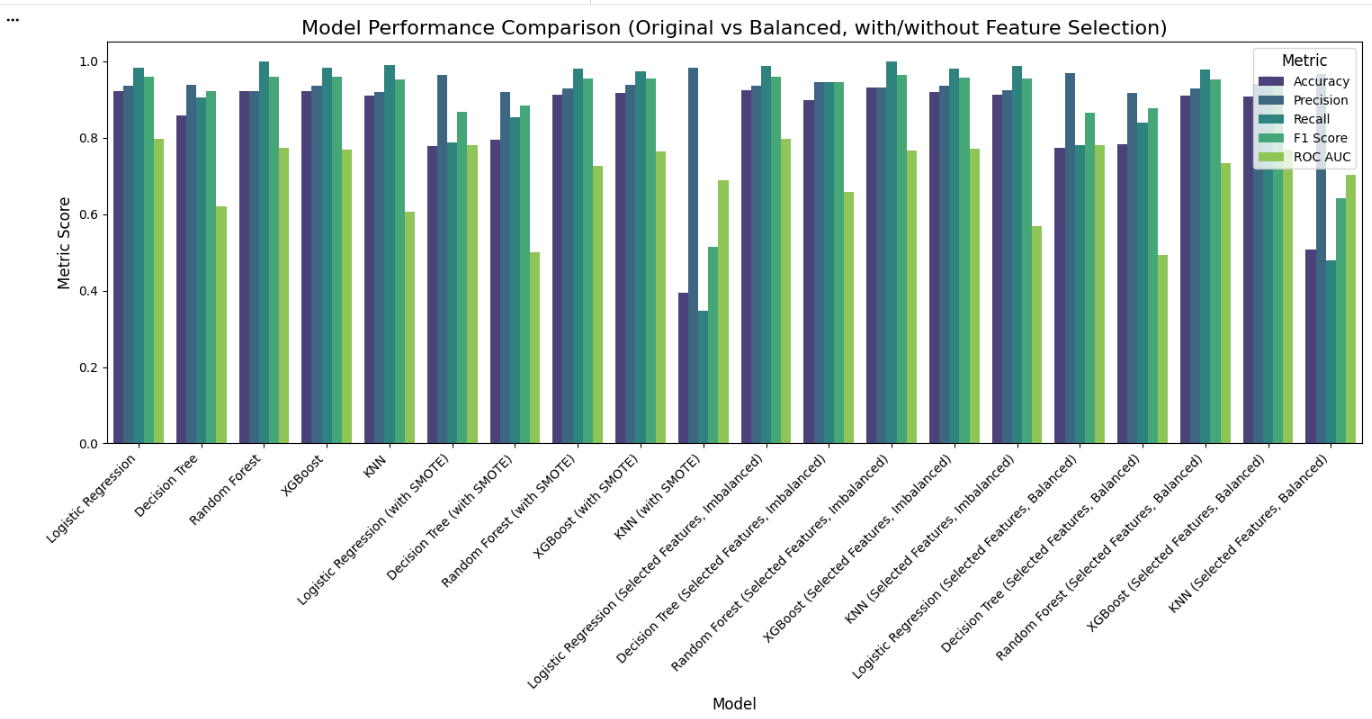 ...
Model Performance Comparison (Original vs Balanced, with/without Feature Selection)
Metric
Accuracy
Precision
Recall
F1 Score
ROC AUC
Metric Score
1.0
0.8
0.6
0.4
0.2
0.0
Logistic Regression
Decision Tree
Random Forest
XGBoost
KNN
Logistic Regression (with SMOTE)
Decision Tree (with SMOTE)
Random Forest (with SMOTE)
XGBoost (with SMOTE)
KNN (with SMOTE)
Logistic Regression (Selected Features, Imbalanced)
Decision Tree (Selected Features, Imbalanced)
Random Forest (Selected Features, Imbalanced)
XGBoost (Selected Features, Imbalanced)
KNN (Selected Features, Imbalanced)
Logistic Regression (Selected Features, Balanced)
Decision Tree (Selected Features, Balanced)
Random Forest (Selected Features, Balanced)
XGBoost (Selected Features, Balanced)
KNN (Selected Features, Balanced)
Model